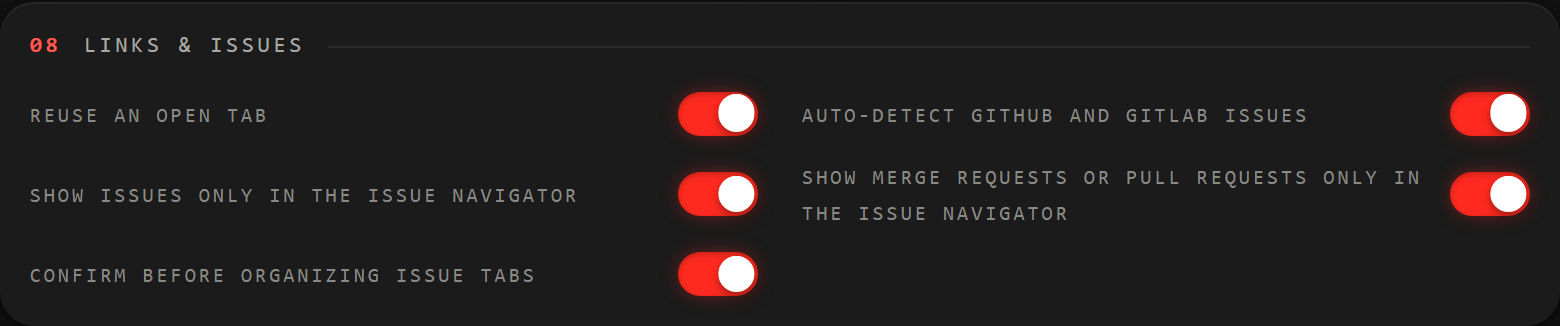 08 LINKS & ISSUES
REUSE AN OPEN TAB
AUTO-DETECT GITHUB AND GITLAB ISSUES
SHOW ISSUES ONLY IN THE ISSUE NAVIGATOR
SHOW MERGE REQUESTS OR PULL REQUESTS ONLY IN
THE ISSUE NAVIGATOR
CONFIRM BEFORE ORGANIZING ISSUE TABS